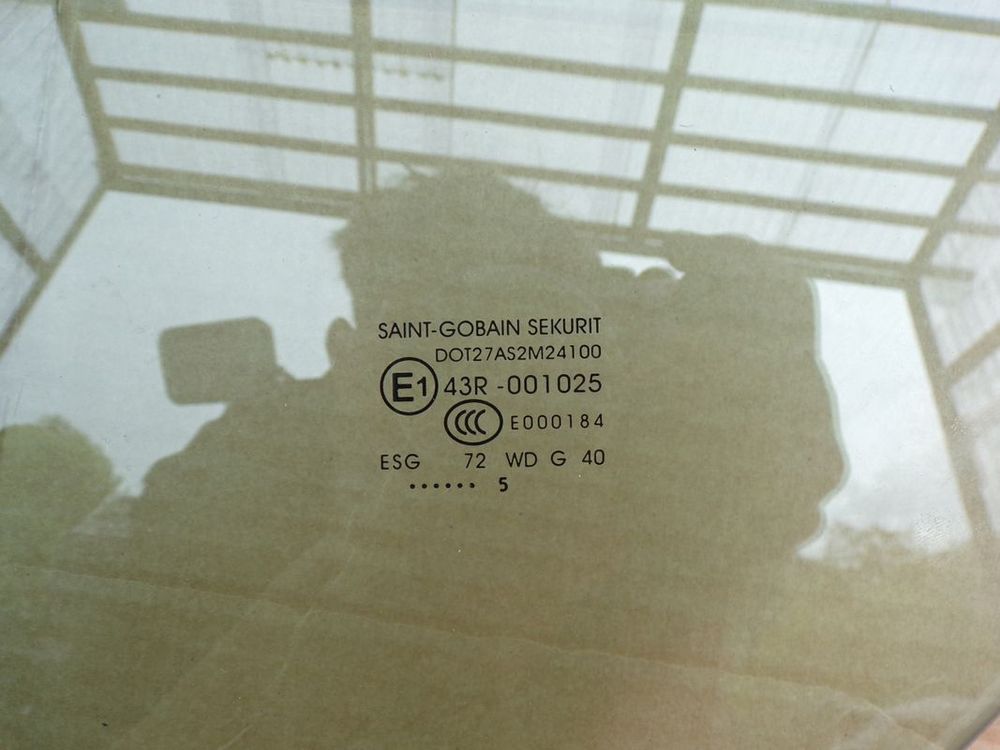 SAINT-GOBAIN SEKURIT
DOT27AS2M24100
E1 43R -001025
CCC E000184
ESG 72 WD G 40
...... 5